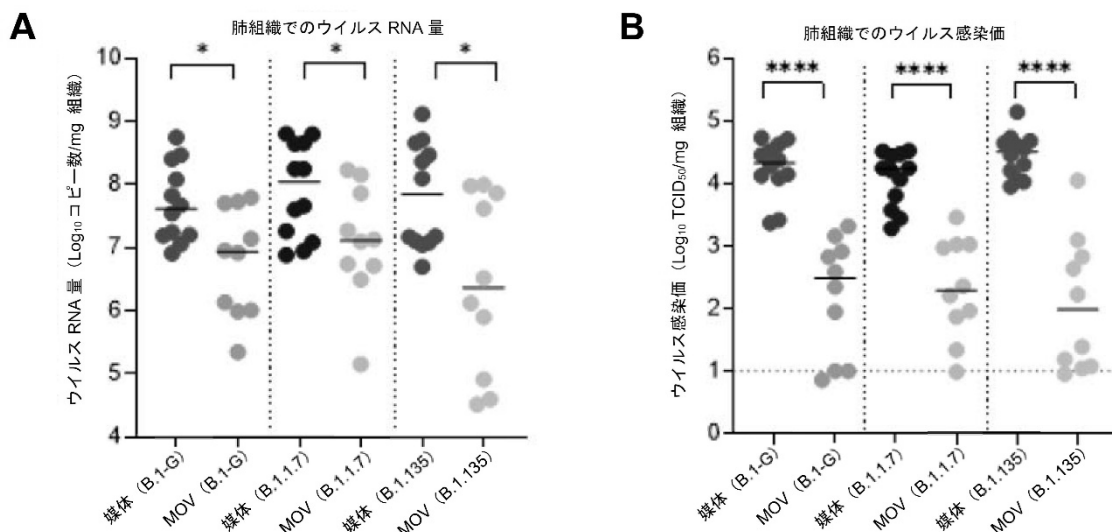 A
肺組織でのウイルス RNA 量
ウイルス RNA 量（Log₁₀ コピー数/mg 組織）
10
9
8
7
6
5
4
*
*
*
媒体（B.1-G）
MOV（B.1-G）
媒体（B.1.1.7）
MOV（B.1.1.7）
媒体（B.1.135）
MOV（B.1.135）
B
肺組織でのウイルス感染価
ウイルス感染価（Log₁₀ TCID₅₀/mg 組織）
6
5
4
3
2
1
0
****
****
****
媒体（B.1-G）
MOV（B.1-G）
媒体（B.1.1.7）
MOV（B.1.1.7）
媒体（B.1.135）
MOV（B.1.135）